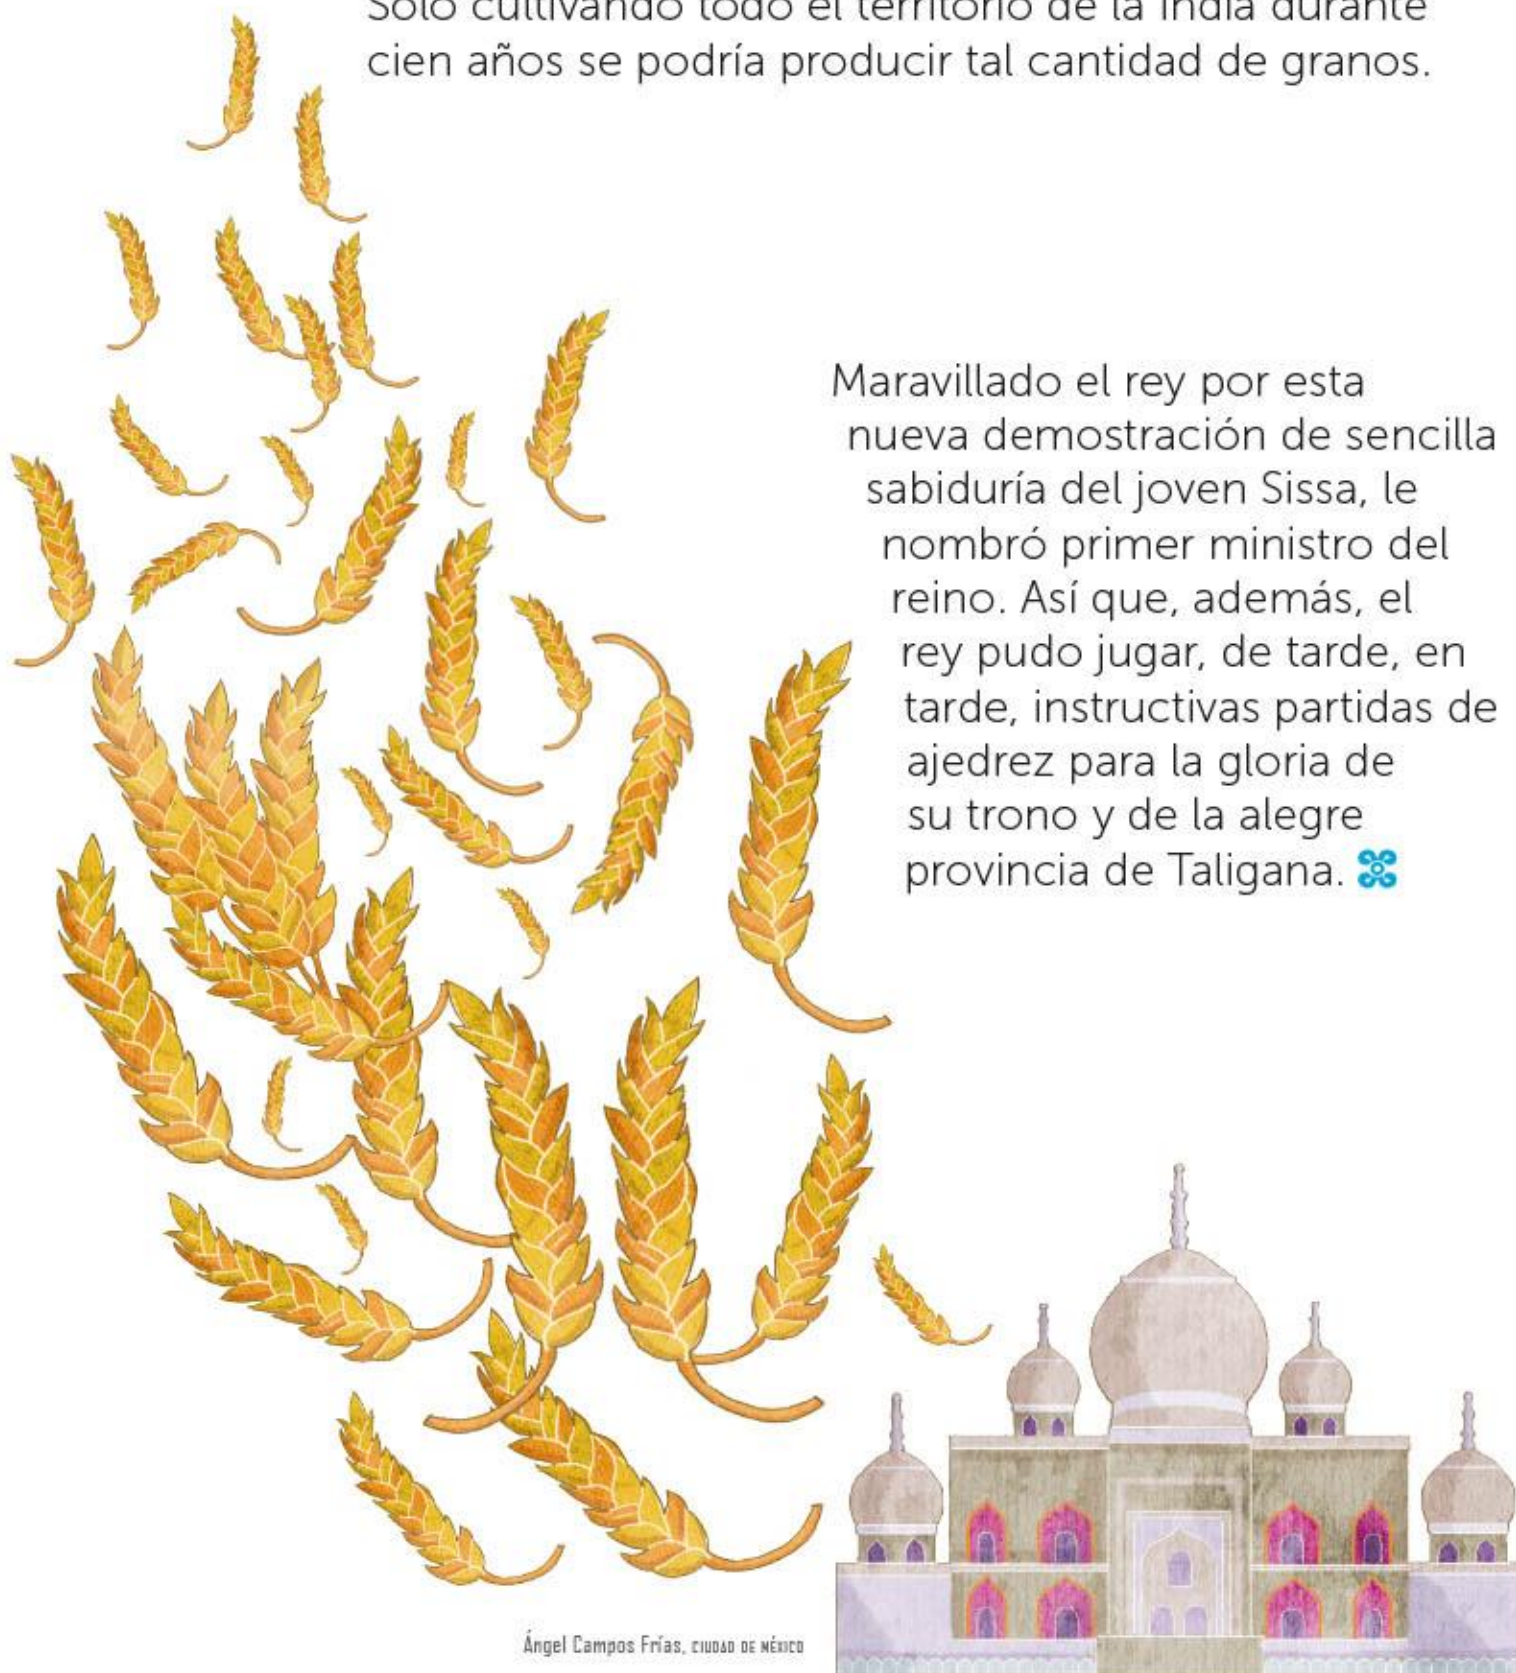 Sólo cultivando todo el territorio de la India durante
cien años se podría producir tal cantidad de granos.
Maravillado el rey por esta
nueva demostración de sencilla
sabiduría del joven Sissa, le
nombró primer ministro del
reino. Así que, además, el
rey pudo jugar, de tarde, en
tarde, instructivas partidas de
ajedrez para la gloria de
su trono y de la alegre
provincia de Taligana.
Ángel Campos Frías, CIUDAD DE MÉXICO